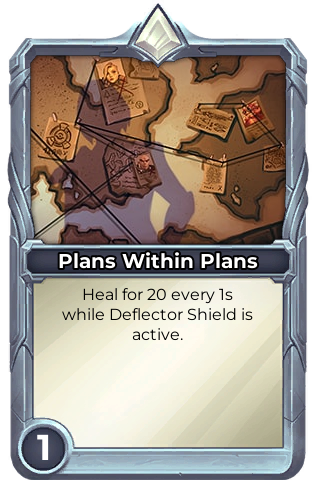 Plans Within Plans
Heal for 20 every 1s
while Deflector Shield is
active.
1